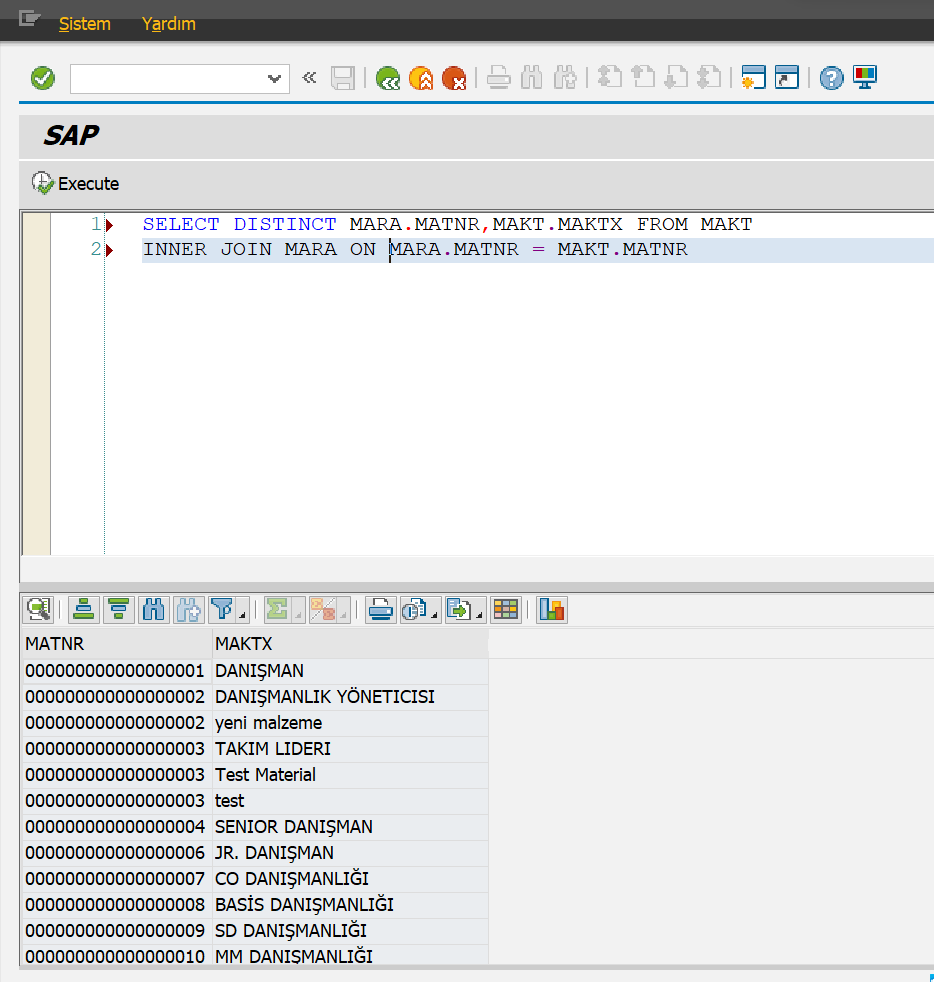 Sistem Yardım
SAP
Execute
1 SELECT DISTINCT MARA.MATNR,MAKT.MAKTX FROM MAKT
2 INNER JOIN MARA ON MARA.MATNR = MAKT.MATNR
MATNR MAKTX
000000000000000001 DANIŞMAN
000000000000000002 DANIŞMANLIK YÖNETICISI
000000000000000002 yeni malzeme
000000000000000003 TAKIM LIDERI
000000000000000003 Test Material
000000000000000003 test
000000000000000004 SENIOR DANIŞMAN
000000000000000006 JR. DANIŞMAN
000000000000000007 CO DANIŞMANLIĞI
000000000000000008 BASİS DANIŞMANLIĞI
000000000000000009 SD DANIŞMANLIĞI
000000000000000010 MM DANIŞMANLIĞI